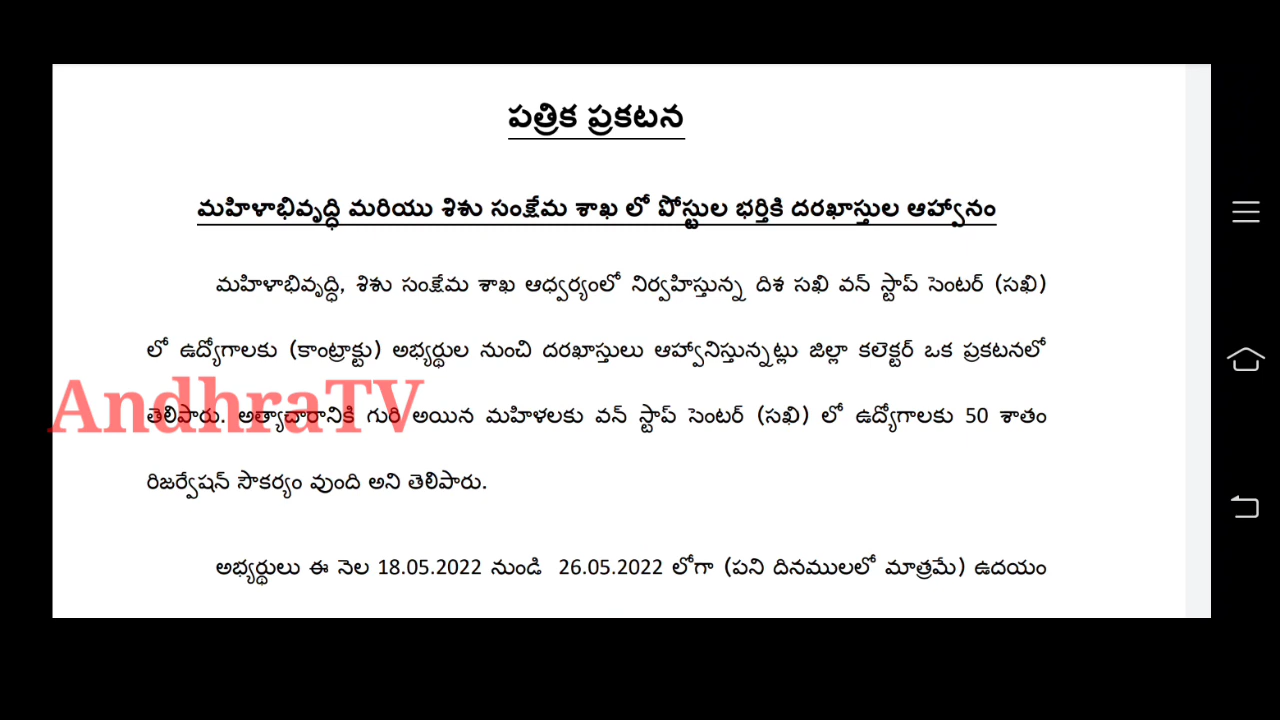 పత్రిక ప్రకటన
మహిళాభివృద్ధి మరియు శిశు సంక్షేమ శాఖ లో పోస్టుల భర్తికి దరఖాస్తుల ఆహ్వానం
మహిళాభివృద్ధి, శిశు సంక్షేమ శాఖ ఆధ్వర్యంలో నిర్వహిస్తున్న దిశ సఖి వన్ స్టాప్ సెంటర్ (సఖి)
లో ఉద్యోగాలకు (కాంట్రాక్టు) అభ్యర్థుల నుంచి దరఖాస్తులు ఆహ్వానిస్తున్నట్లు జిల్లా కలెక్టర్ ఒక ప్రకటనలో
తెలిపారు. అత్యాచారానికి గురి అయిన మహిళలకు వన్ స్టాప్ సెంటర్ (సఖి) లో ఉద్యోగాలకు 50 శాతం
AndhraTV
రిజర్వేషన్ సౌకర్యం వుంది అని తెలిపారు.
అభ్యర్థులు ఈ నెల 18.05.2022 నుండి 26.05.2022 లోగా (పని దినములలో మాత్రమే) ఉదయం